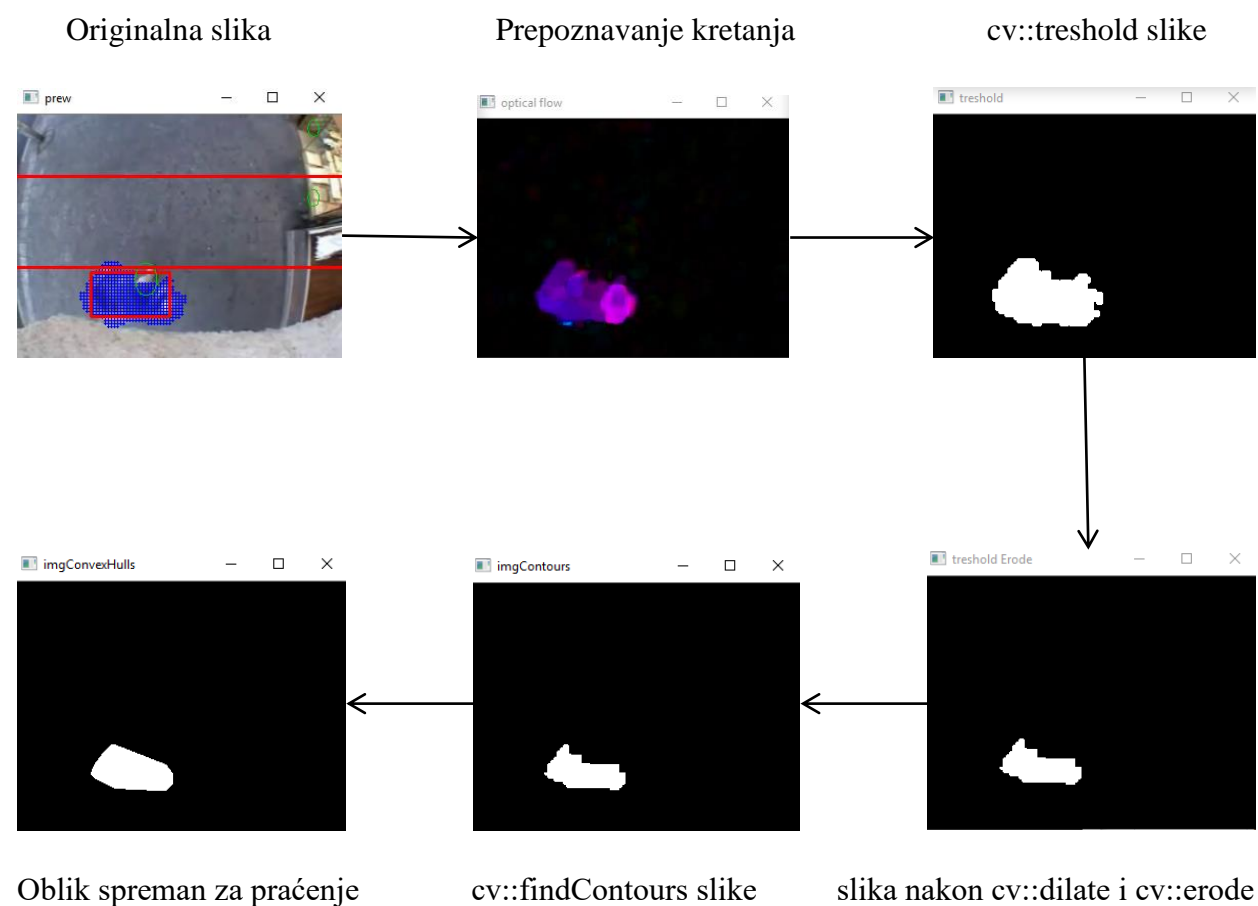 Originalna slika
Prepoznavanje kretanja
cv::treshold slike
prew
optical flow
treshold
imgConvexHulls
imgContours
treshold Erode
Oblik spreman za praćenje
cv::findContours slike
slika nakon cv::dilate i cv::erode